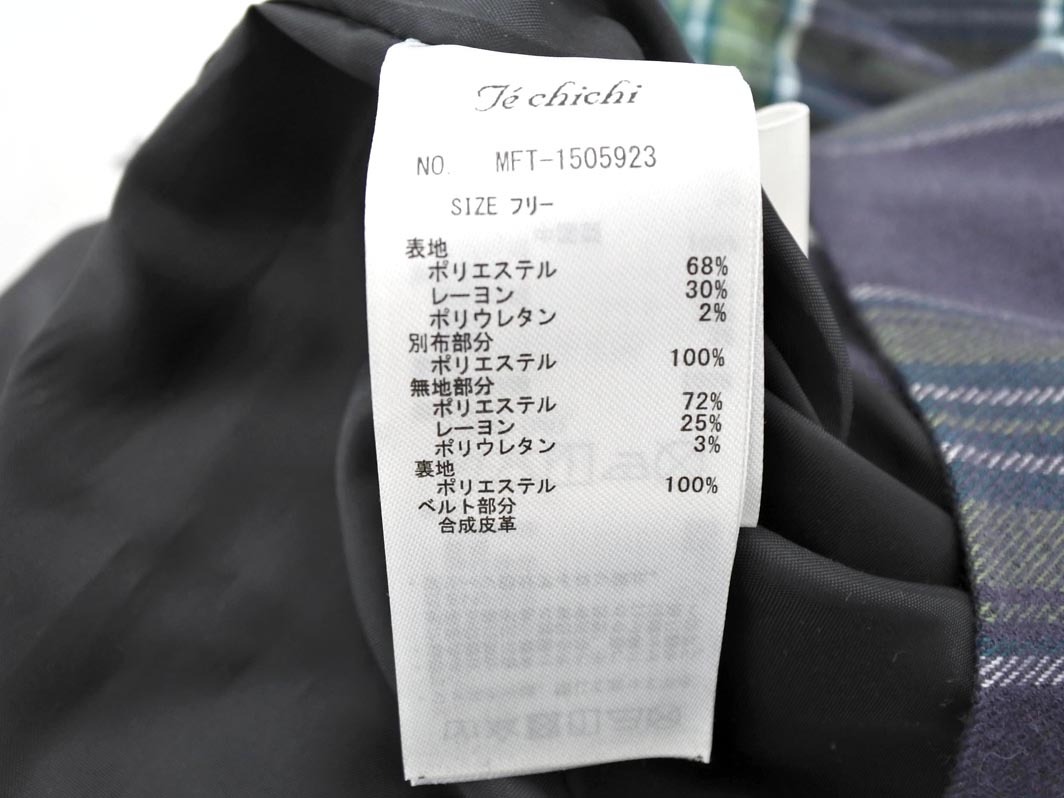 Té chichi
NO. MFT-1505923
SIZE フリー
表地
ポリエステル 68%
レーヨン 30%
ポリウレタン 2%
別布部分
ポリエステル 100%
無地部分
ポリエステル 72%
レーヨン 25%
ポリウレタン 3%
裏地
ポリエステル 100%
ベルト部分
合成皮革